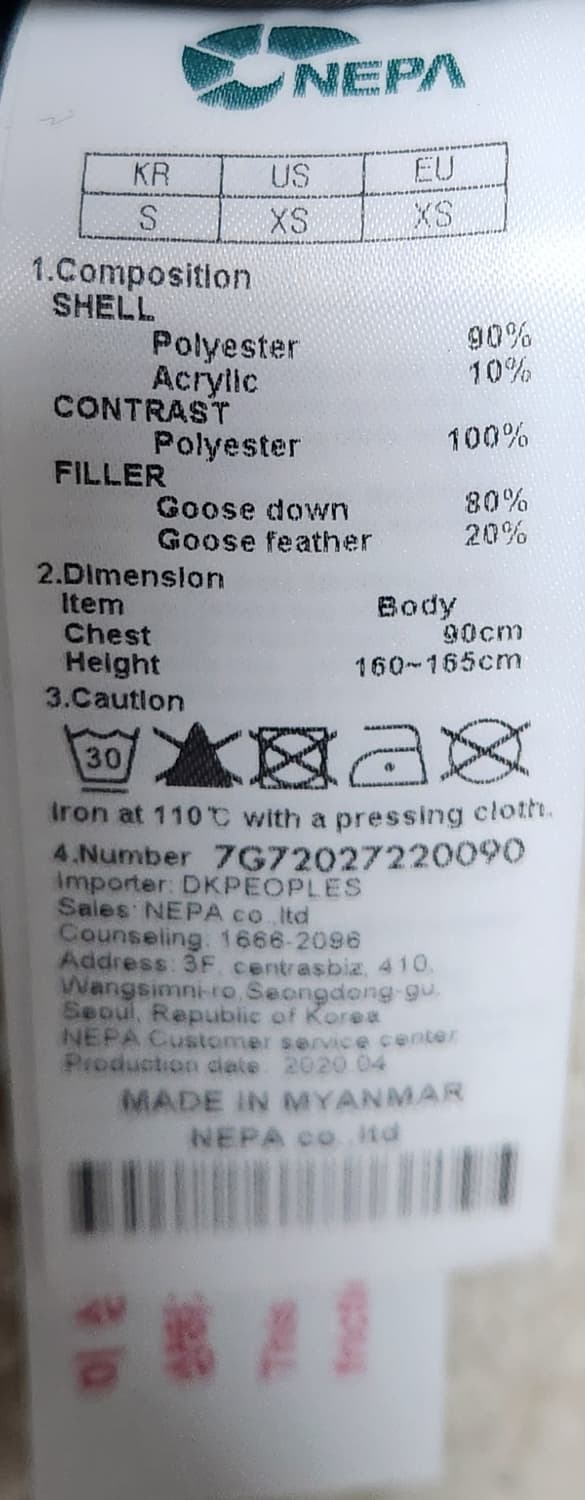 NEPA
KR US EU
S XS XS
1.Composition
SHELL
Polyester 90%
Acrylic 10%
CONTRAST
Polyester 100%
FILLER
Goose down 80%
Goose feather 20%
2.Dimension
Item Body
Chest 90cm
Height 160~165cm
3.Caution
30
Iron at 110℃ with a pressing cloth.
4.Number 7G72027220090
Importer: DKPEOPLES
Sales: NEPA co.,ltd
Counseling: 1666-2096
Address: 3F, centrasbiz, 410,
Wangsimni-ro, Seongdong-gu,
Seoul, Republic of Korea
NEPA Customer service center
Production date: 2020.04
MADE IN MYANMAR
NEPA co.,ltd